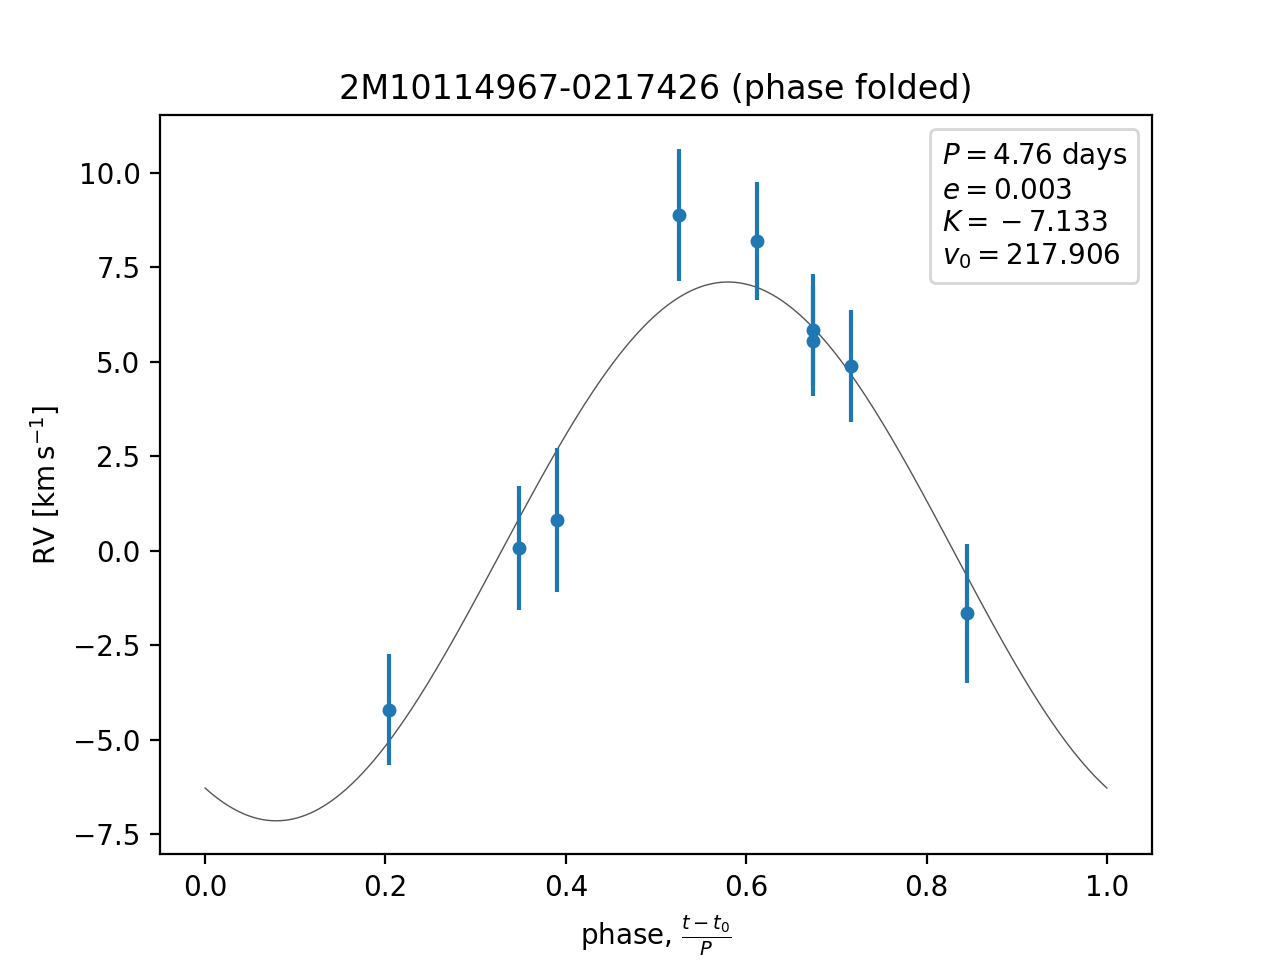 2M10114967-0217426 (phase folded)
P = 4.76 days
e = 0.003
K = −7.133
v₀ = 217.906
RV [km s⁻¹]
10.0
7.5
5.0
2.5
0.0
−2.5
−5.0
−7.5
0.0 0.2 0.4 0.6 0.8 1.0
phase, (t − t₀)/P